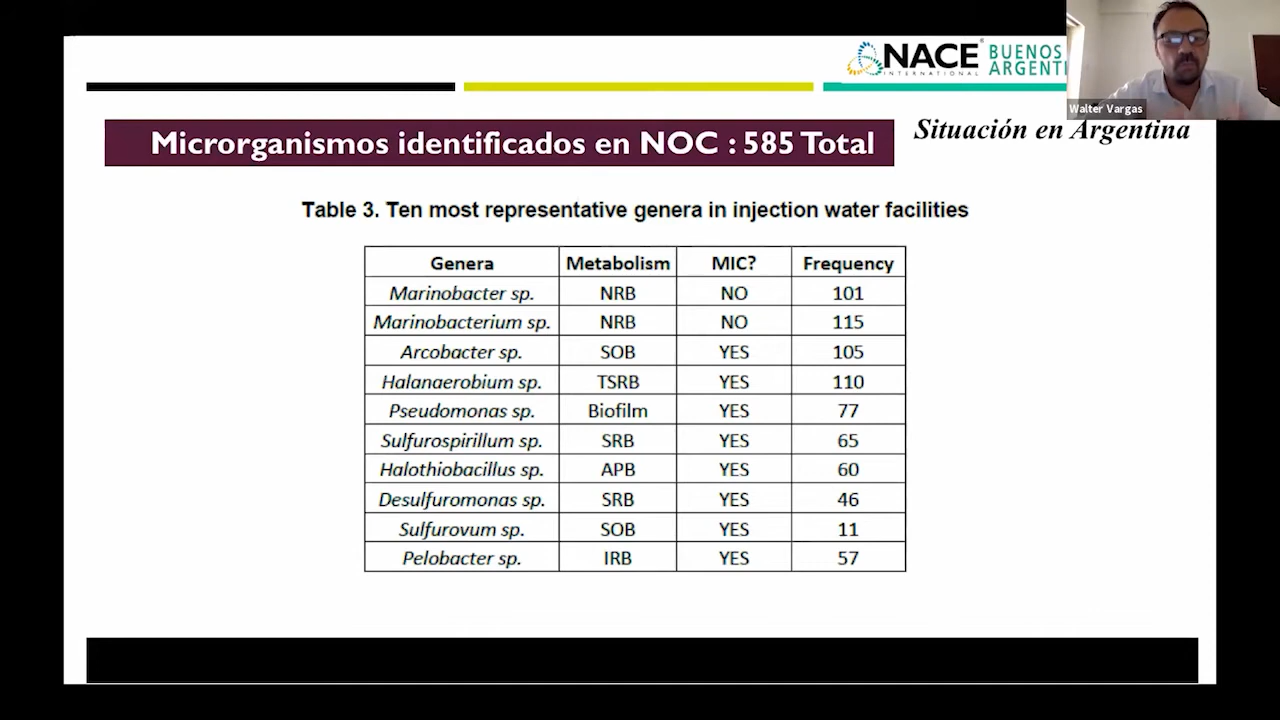 NACE
INTERNATIONAL
BUENOS
ARGENTI
Walter Vargas
Microrganismos identificados en NOC : 585 Total
Situación en Argentina
Table 3. Ten most representative genera in injection water facilities
Genera Metabolism MIC? Frequency
Marinobacter sp. NRB NO 101
Marinobacterium sp. NRB NO 115
Arcobacter sp. SOB YES 105
Halanaerobium sp. TSRB YES 110
Pseudomonas sp. Biofilm YES 77
Sulfurospirillum sp. SRB YES 65
Halothiobacillus sp. APB YES 60
Desulfuromonas sp. SRB YES 46
Sulfurovum sp. SOB YES 11
Pelobacter sp. IRB YES 57